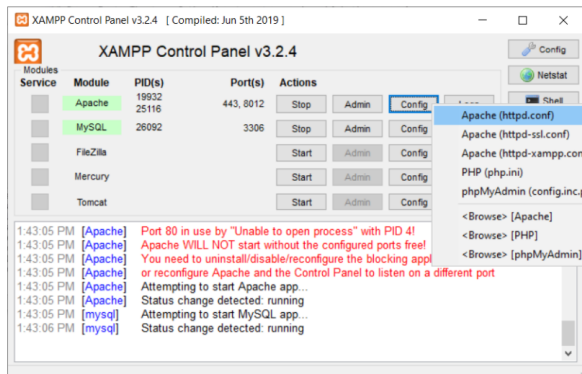 XAMPP Control Panel v3.2.4 [ Compiled: Jun 5th 2019 ]
XAMPP Control Panel v3.2.4
Config
Netstat
Shell
Modules
Service Module PID(s) Port(s) Actions
Apache 19932 25116 443, 8012 Stop Admin Config
MySQL 26092 3306 Stop Admin Config
FileZilla Start Admin Config
Mercury Start Admin Config
Tomcat Start Admin Config
Apache (httpd.conf)
Apache (httpd-ssl.conf)
Apache (httpd-xampp.con
PHP (php.ini)
phpMyAdmin (config.inc.p
<Browse> [Apache]
<Browse> [PHP]
<Browse> [phpMyAdmin]
1:43:05 PM [Apache] Port 80 in use by "Unable to open process" with PID 4!
1:43:05 PM [Apache] Apache WILL NOT start without the configured ports free!
1:43:05 PM [Apache] You need to uninstall/disable/reconfigure the blocking appl
1:43:05 PM [Apache] or reconfigure Apache and the Control Panel to listen on a different port
1:43:05 PM [Apache] Attempting to start Apache app...
1:43:05 PM [Apache] Status change detected: running
1:43:06 PM [mysql] Attempting to start MySQL app...
1:43:06 PM [mysql] Status change detected: running